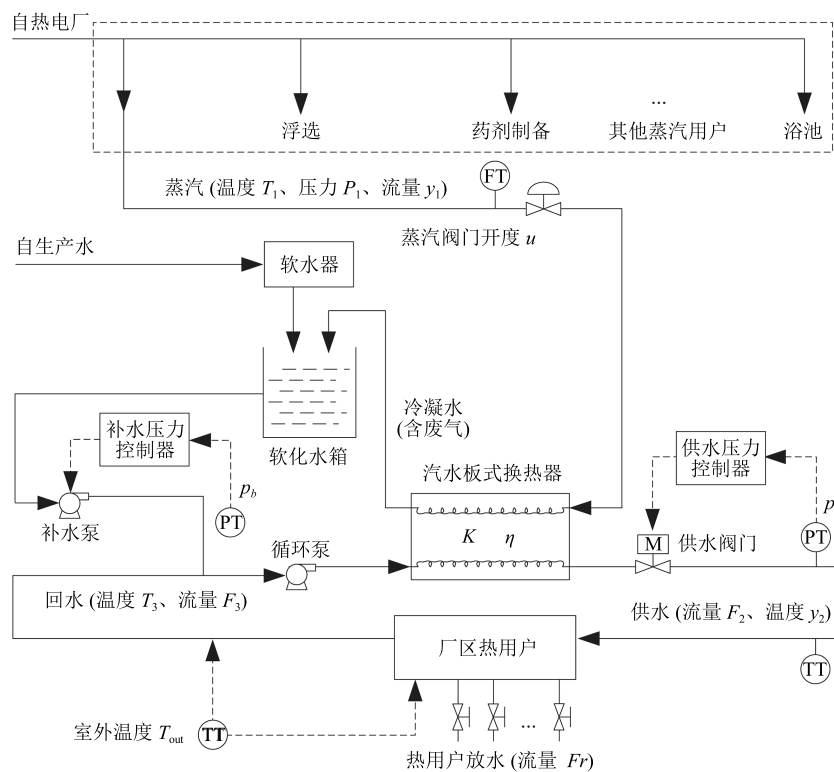 自热电厂
浮选
药剂制备
...
其他蒸汽用户
浴池
蒸汽 (温度 T₁、压力 P₁、流量 y₁)
FT
蒸汽阀门开度 u
自生产水
软水器
冷凝水
(含废气)
软化水箱
补水压力
控制器
p_b
PT
补水泵
汽水板式换热器
K η
供水压力
控制器
p
PT
M
供水阀门
循环泵
回水 (温度 T₃、流量 F₃)
供水 (流量 F₂、温度 y₂)
TT
厂区热用户
室外温度 T_out
TT
...
热用户放水 (流量 Fr)